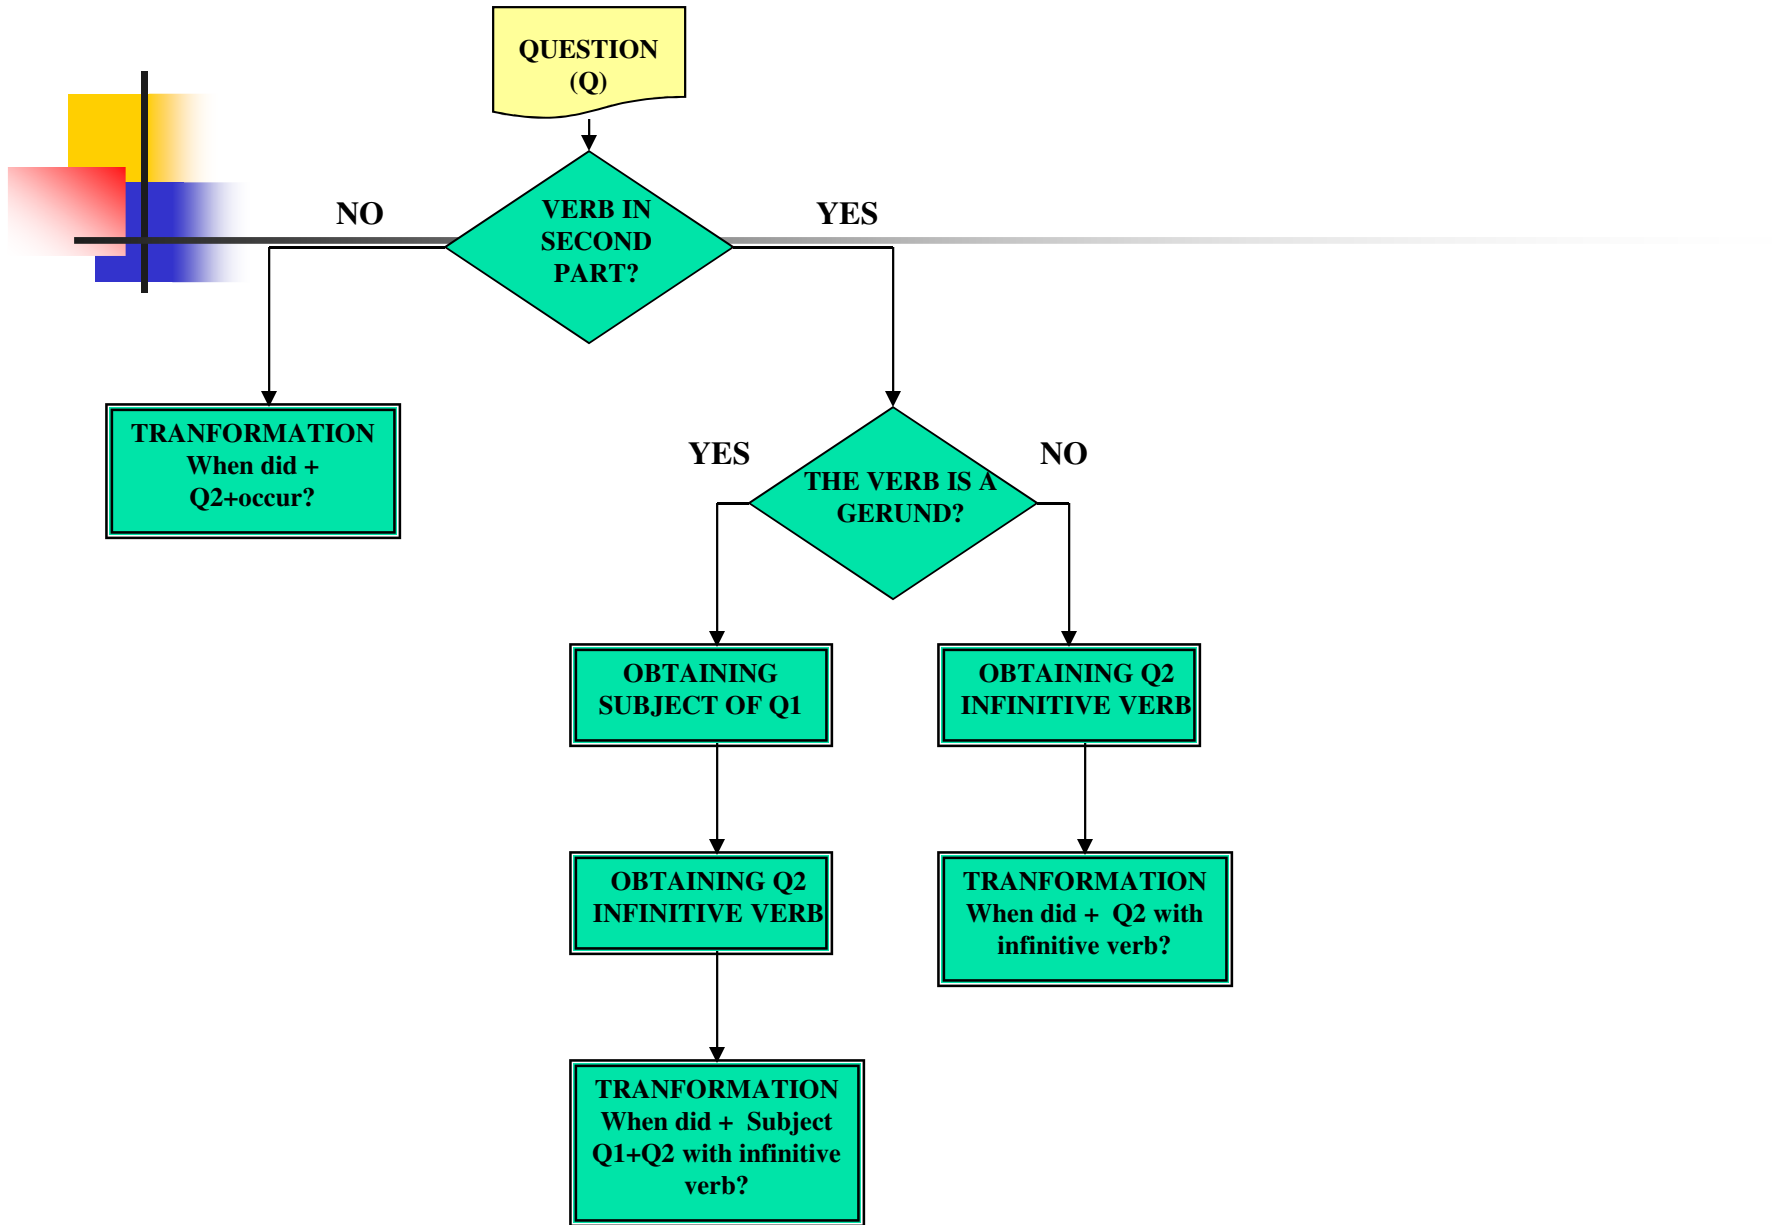 QUESTION
(Q)
NO
VERB IN
SECOND
PART?
YES
TRANFORMATION
When did +
Q2+occur?
YES
THE VERB IS A
GERUND?
NO
OBTAINING
SUBJECT OF Q1
OBTAINING Q2
INFINITIVE VERB
OBTAINING Q2
INFINITIVE VERB
TRANFORMATION
When did + Q2 with
infinitive verb?
TRANFORMATION
When did + Subject
Q1+Q2 with infinitive
verb?